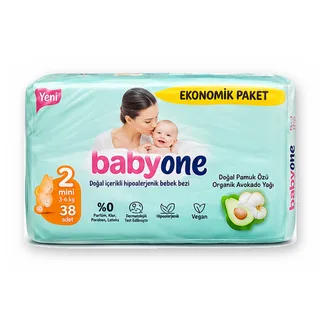 Yeni
EKONOMİK PAKET
babyone
Doğal içerikli hipoalerjenik bebek bezi
2
mini
3-6 kg
38
adet
%0
Parfüm, Klor,
Paraben, Lateks
Dermatolojik
Test Edilmiştir
Hipoalerjenik
Vegan
Doğal Pamuk Özü
Organik Avokado Yağı